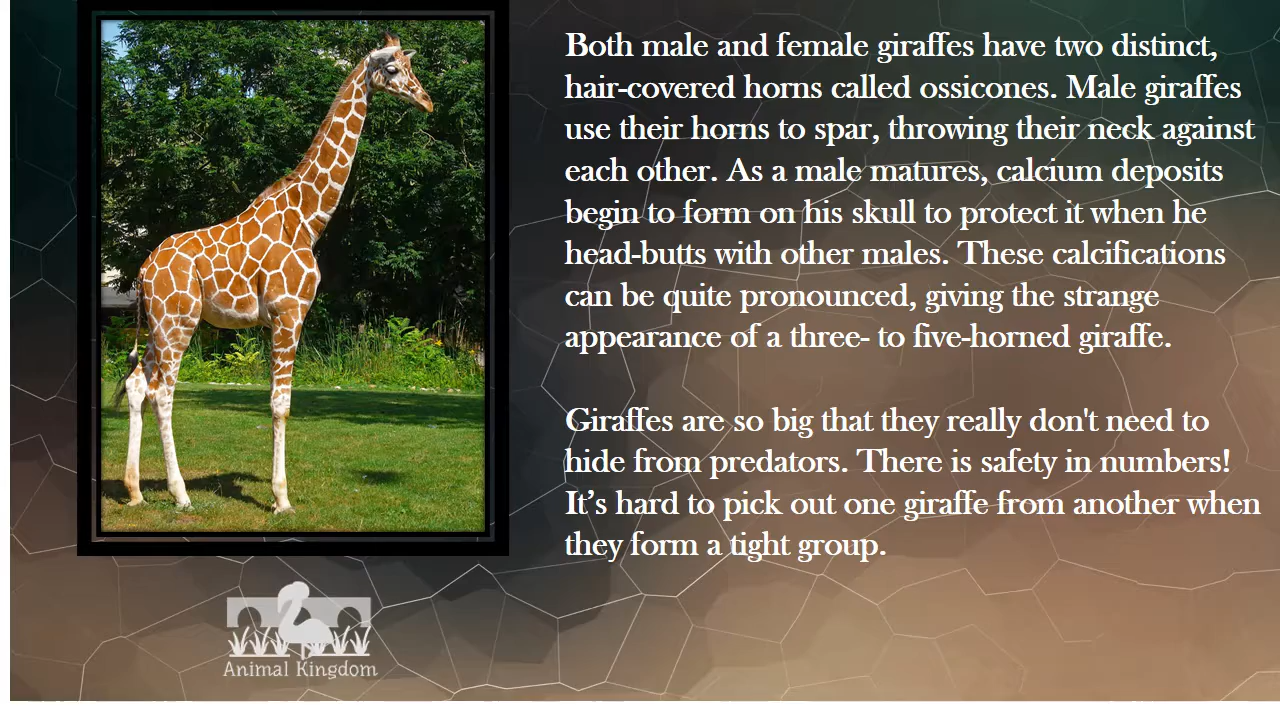 Both male and female giraffes have two distinct,
hair-covered horns called ossicones. Male giraffes
use their horns to spar, throwing their neck against
each other. As a male matures, calcium deposits
begin to form on his skull to protect it when he
head-butts with other males. These calcifications
can be quite pronounced, giving the strange
appearance of a three- to five-horned giraffe.
Giraffes are so big that they really don't need to
hide from predators. There is safety in numbers!
It’s hard to pick out one giraffe from another when
they form a tight group.
Animal Kingdom